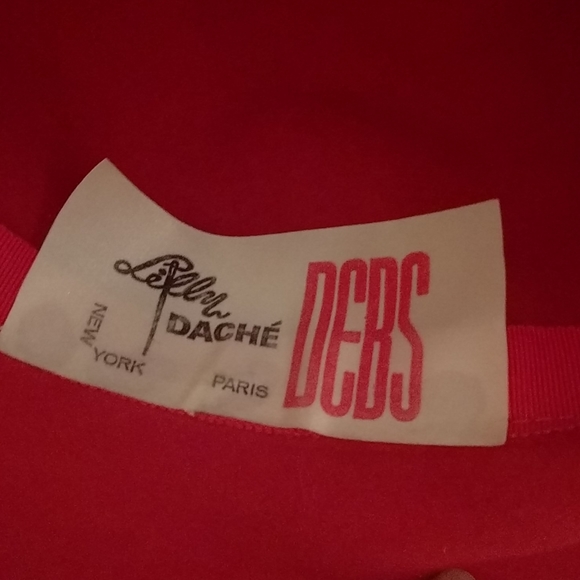 Lilly
DACHÉ
NEW YORK
PARIS
DEBS